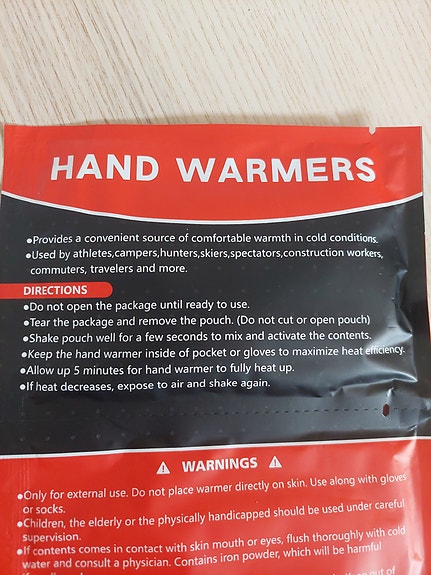 HAND WARMERS
•Provides a convenient source of comfortable warmth in cold conditions.
•Used by athletes,campers,hunters,skiers,spectators,construction workers,
commuters, travelers and more.
DIRECTIONS
•Do not open the package until ready to use.
•Tear the package and remove the pouch. (Do not cut or open pouch)
•Shake pouch well for a few seconds to mix and activate the contents.
•Keep the hand warmer inside of pocket or gloves to maximize heat efficiency.
•Allow up 5 minutes for hand warmer to fully heat up.
•If heat decreases, expose to air and shake again.
⚠ WARNINGS ⚠
•Only for external use. Do not place warmer directly on skin. Use along with gloves
or socks.
•Children, the elderly or the physically handicapped should be used under careful
supervision.
•If contents comes in contact with skin mouth or eyes, flush thoroughly with cold
water and consult a physician. Contains iron powder, which will be harmful
out of